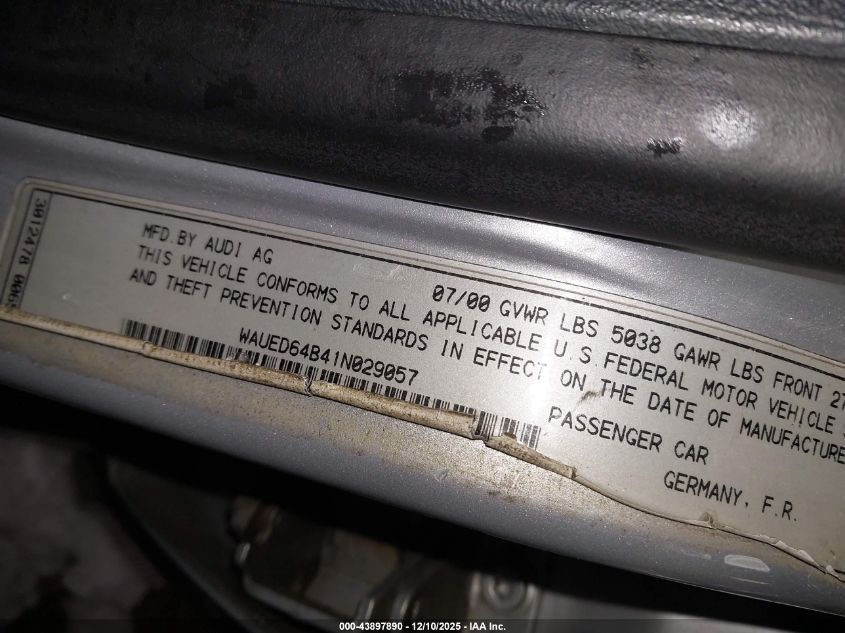 3012478 006
MFD.BY AUDI AG
07/00 GVWR LBS 5038 GAWR LBS FRONT 27
THIS VEHICLE CONFORMS TO ALL APPLICABLE U.S.FEDERAL MOTOR VEHICLE
AND THEFT PREVENTION STANDARDS IN EFFECT ON THE DATE OF MANUFACTURE
WAUED64B41N029057
PASSENGER CAR
GERMANY, F.R.
000-43897890 - 12/10/2025 - IAA Inc.